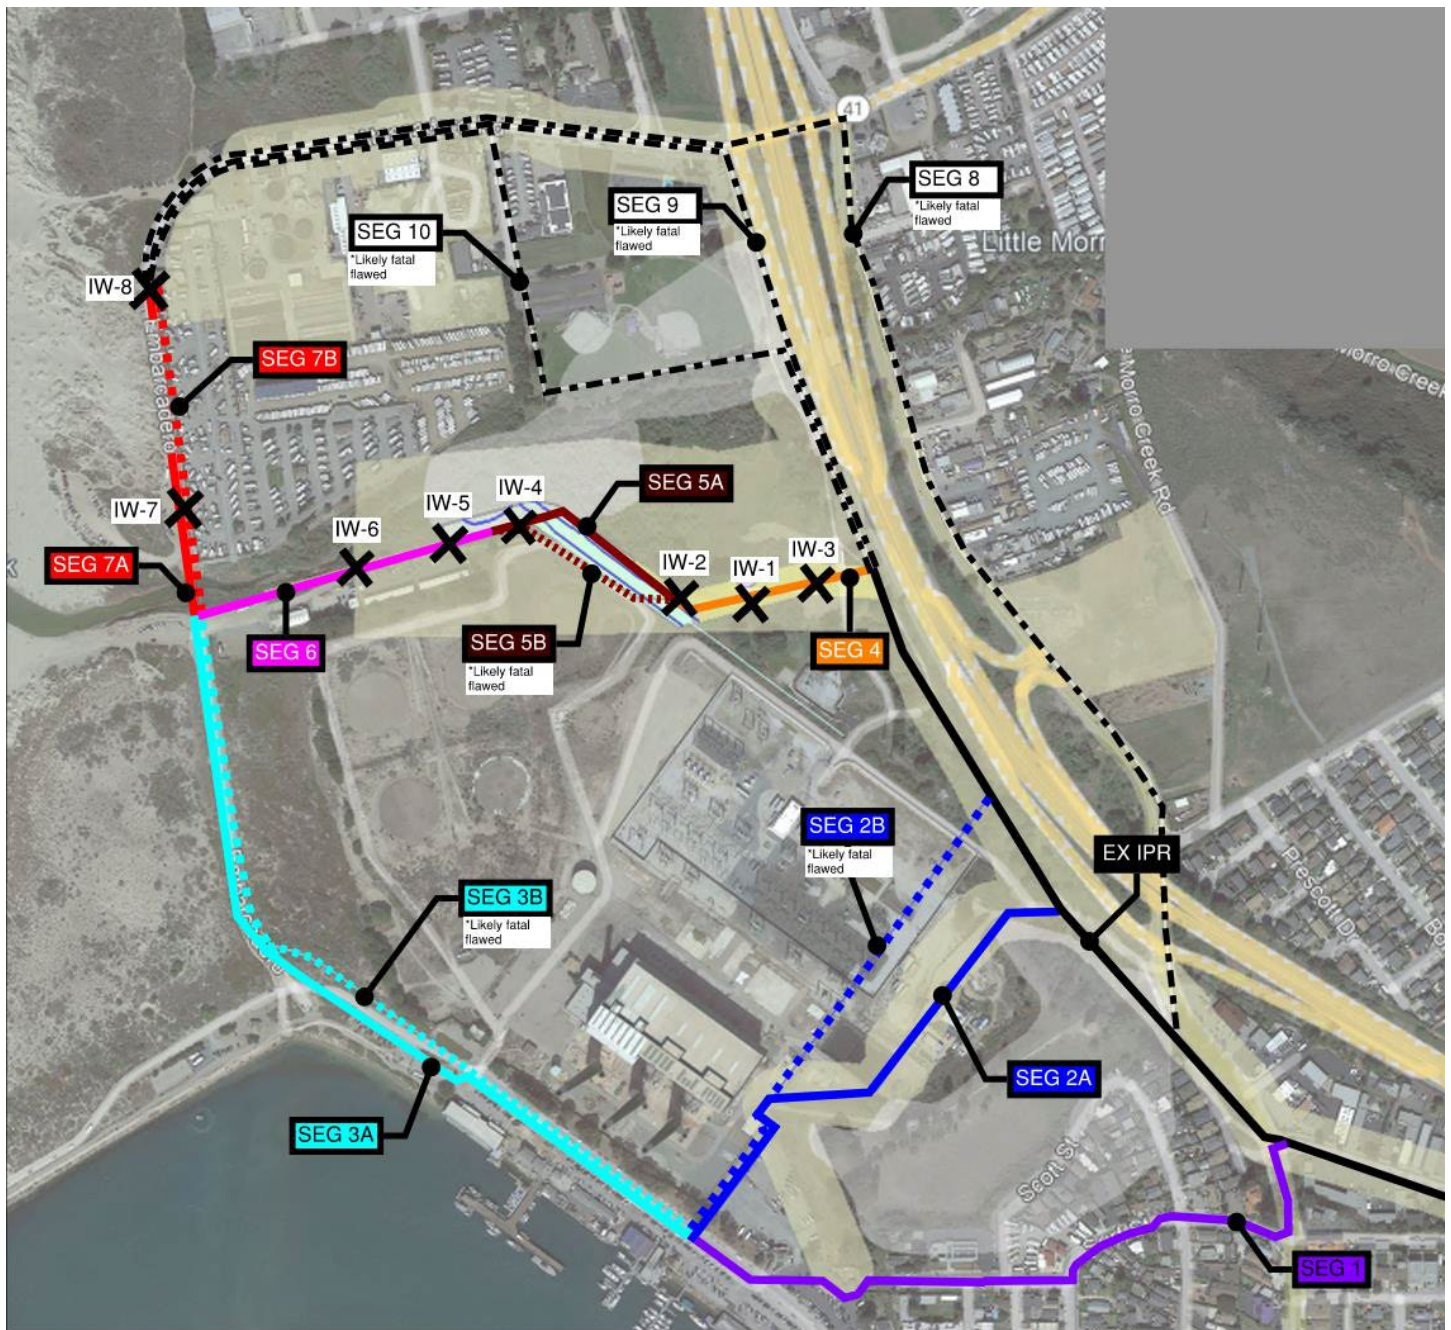 41
SEG 8
*Likely fatal
flawed
SEG 9
*Likely fatal
flawed
SEG 10
*Likely fatal
flawed
Little Morr
IW-8
Embarcadero
SEG 7B
Morro Creek
MorroCreek Rd
SEG 5A
IW-4
IW-5
IW-7
IW-6
IW-3
IW-2
IW-1
SEG 7A
SEG 6
SEG 5B
*Likely fatal
flawed
SEG 4
SEG 2B
*Likely fatal
flawed
EX IPR
Prescott Dr
SEG 3B
*Likely fatal
flawed
SEG 2A
SEG 3A
Scott St
SEG 1